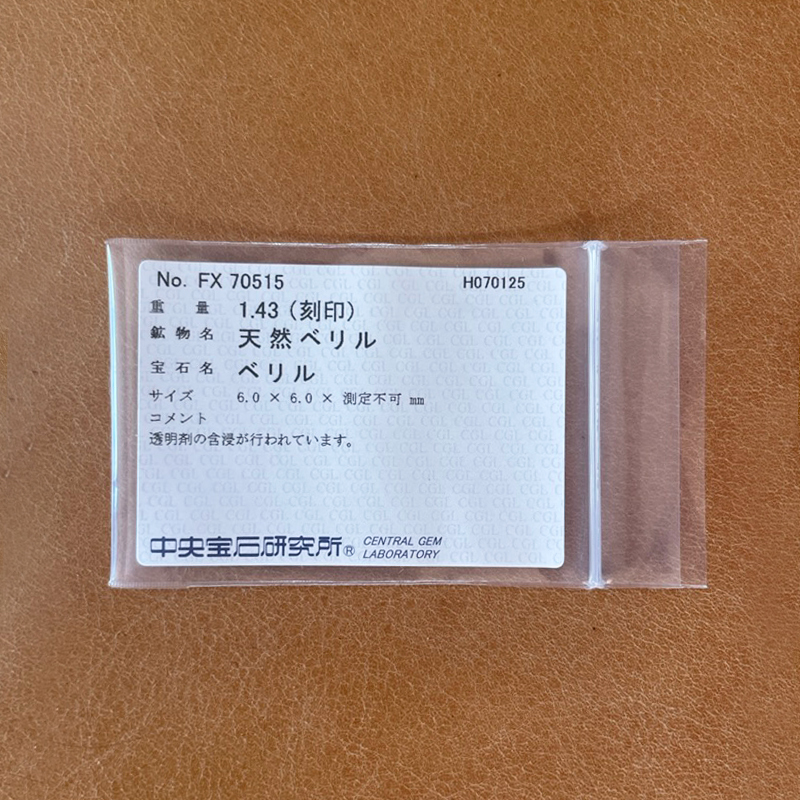 No. FX 70515 H070125
重量 1.43 (刻印)
鉱物名 天然ベリル
宝石名 ベリル
サイズ 6.0 × 6.0 × 測定不可 mm
コメント
透明剤の含浸が行われています。
中央宝石研究所® CENTRAL GEM
LABORATORY